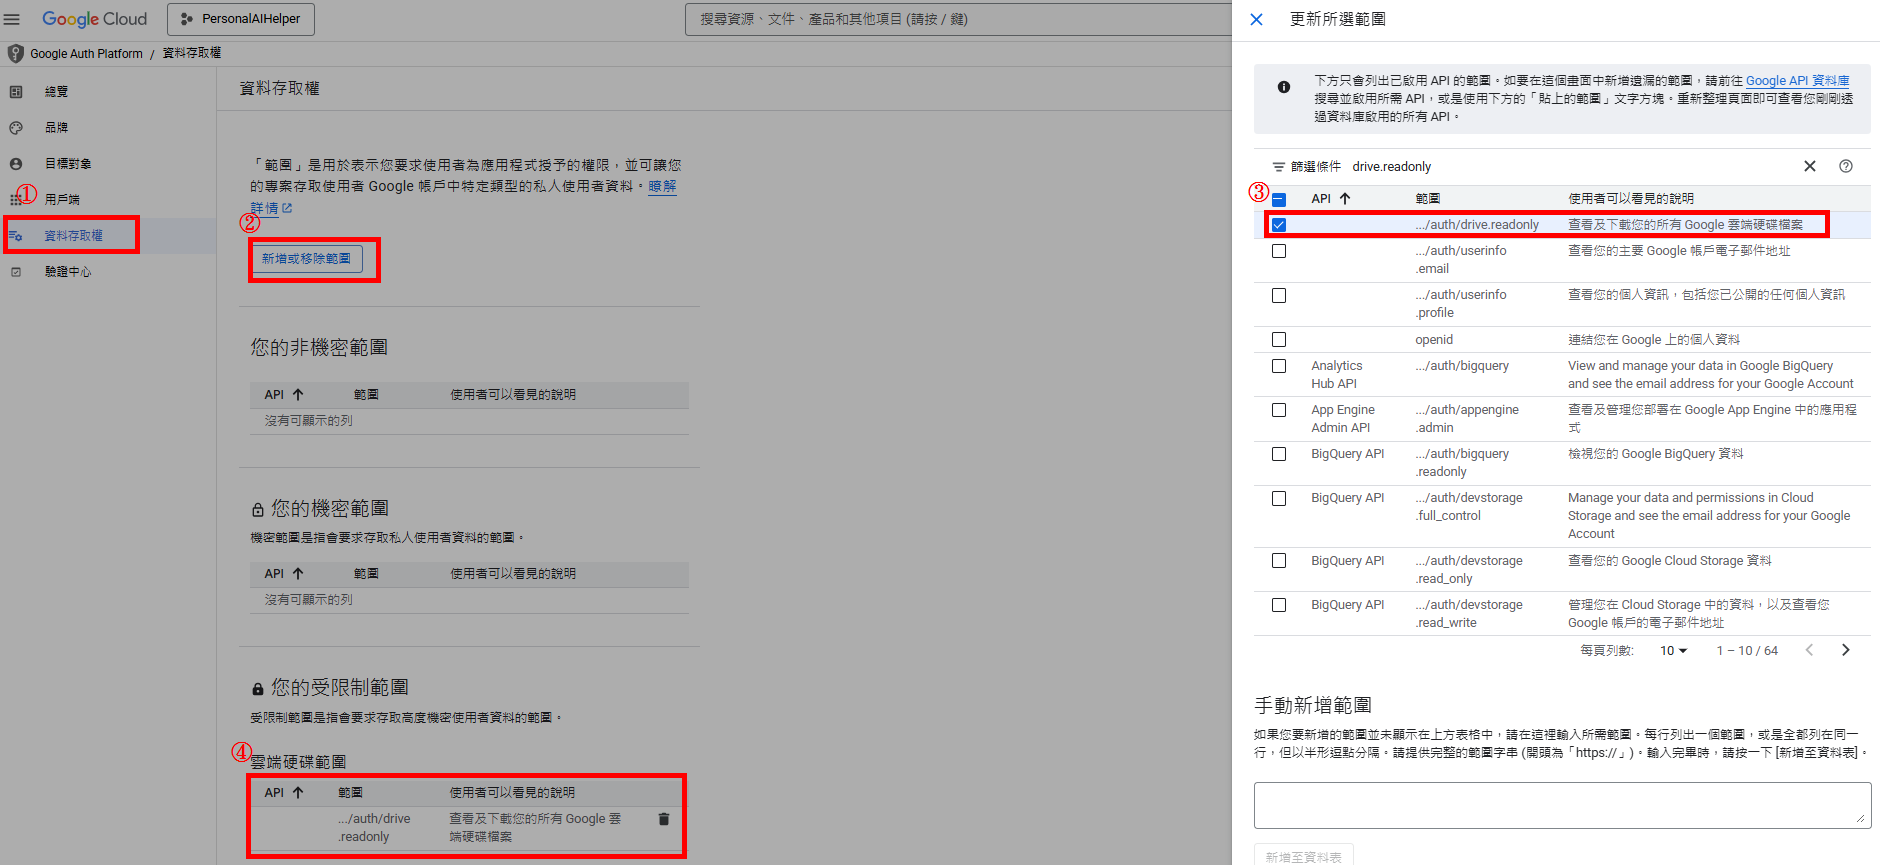 Google Cloud
PersonalAIHelper
搜尋資源、文件、產品和其他項目 (請按 / 鍵)
Google Auth Platform / 資料存取權
總覽
品牌
目標對象
①
用戶端
資料存取權
驗證中心
資料存取權
「範圍」是用於表示您要求使用者為應用程式授予的權限，並可讓您
的專案存取使用者 Google 帳戶中特定類型的私人使用者資料。瞭解
詳情
②
新增或移除範圍
您的非機密範圍
API 範圍 使用者可以看見的說明
沒有可顯示的列
您的機密範圍
機密範圍是指會要求存取私人使用者資料的範圍。
API 範圍 使用者可以看見的說明
沒有可顯示的列
您的受限制範圍
受限制範圍是指會要求存取高度機密使用者資料的範圍。
④
雲端硬碟範圍
API 範圍 使用者可以看見的說明
.../auth/drive 查看及下載您的所有 Google 雲
.readonly 端硬碟檔案
更新所選範圍
下方只會列出已啟用 API 的範圍。如要在這個畫面中新增遺漏的範圍，請前往 Google API 資料庫
搜尋並啟用所需 API，或是使用下方的「貼上的範圍」文字方塊。重新整理頁面即可查看您剛剛透
過資料庫啟用的所有 API。
篩選條件 drive.readonly
③
API 範圍 使用者可以看見的說明
.../auth/drive.readonly 查看及下載您的所有 Google 雲端硬碟檔案
.../auth/userinfo 查看您的主要 Google 帳戶電子郵件地址
.email
.../auth/userinfo 查看您的個人資訊，包括您已公開的任何個人資訊
.profile
openid 連結您在 Google 上的個人資料
Analytics .../auth/bigquery View and manage your data in Google BigQuery
Hub API and see the email address for your Google Account
App Engine .../auth/appengine 查看及管理您部署在 Google App Engine 中的應用程
Admin API .admin 式
BigQuery API .../auth/bigquery 檢視您的 Google BigQuery 資料
.readonly
BigQuery API .../auth/devstorage Manage your data and permissions in Cloud
.full_control Storage and see the email address for your Google
Account
BigQuery API .../auth/devstorage 查看您的 Google Cloud Storage 資料
.read_only
BigQuery API .../auth/devstorage 管理您在 Cloud Storage 中的資料，以及查看您
.read_write Google 帳戶的電子郵件地址
每頁列數: 10 1 – 10 / 64
手動新增範圍
如果您要新增的範圍並未顯示在上方表格中，請在這裡輸入所需範圍。每行列出一個範圍，或是全都列在同一
行，但以半形逗點分隔。請提供完整的範圍字串 (開頭為「https://」)。輸入完畢時，請按一下 [新增至資料表]。
新增至資料表